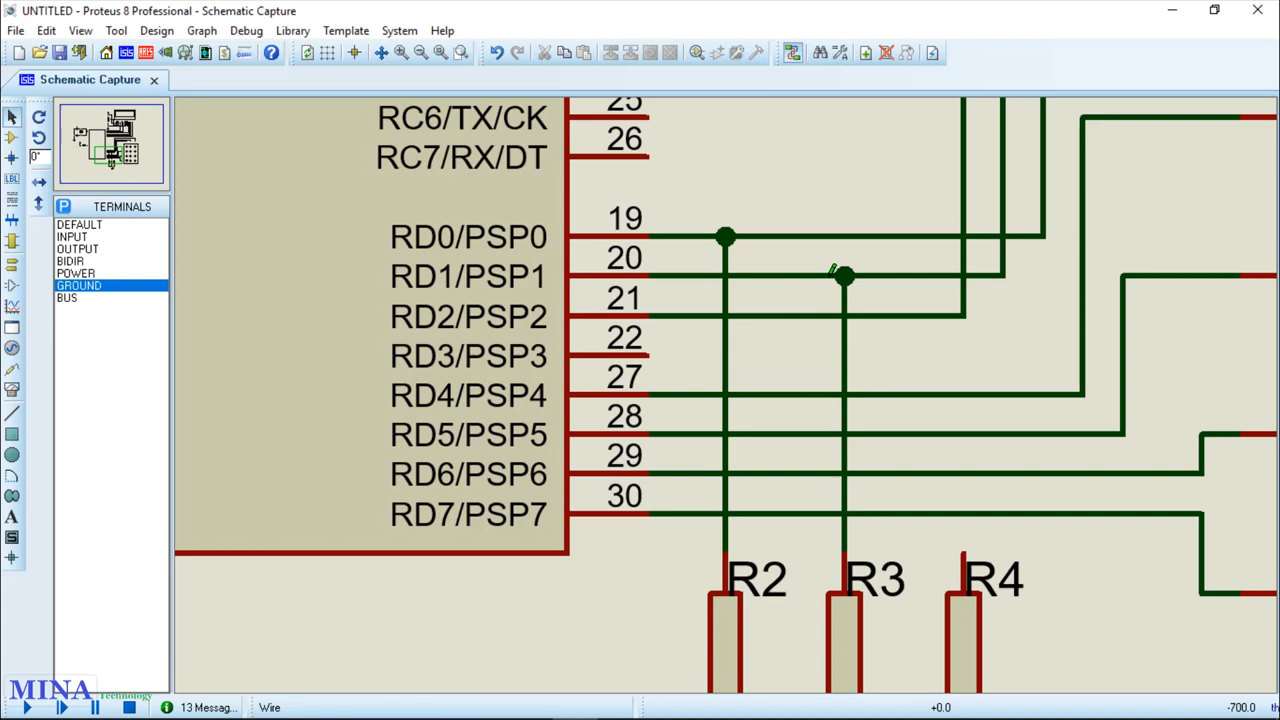 UNTITLED - Proteus 8 Professional - Schematic Capture
File Edit View Tool Design Graph Debug Library Template System Help
Schematic Capture
0°
LBL
P TERMINALS
DEFAULT
INPUT
OUTPUT
BIDIR
POWER
GROUND
BUS
RC6/TX/CK 25
RC7/RX/DT 26
RD0/PSP0 19
RD1/PSP1 20
RD2/PSP2 21
RD3/PSP3 22
RD4/PSP4 27
RD5/PSP5 28
RD6/PSP6 29
RD7/PSP7 30
R2 R3 R4
MINA Teenology
13 Messag... Wire +0.0 -700.0 th